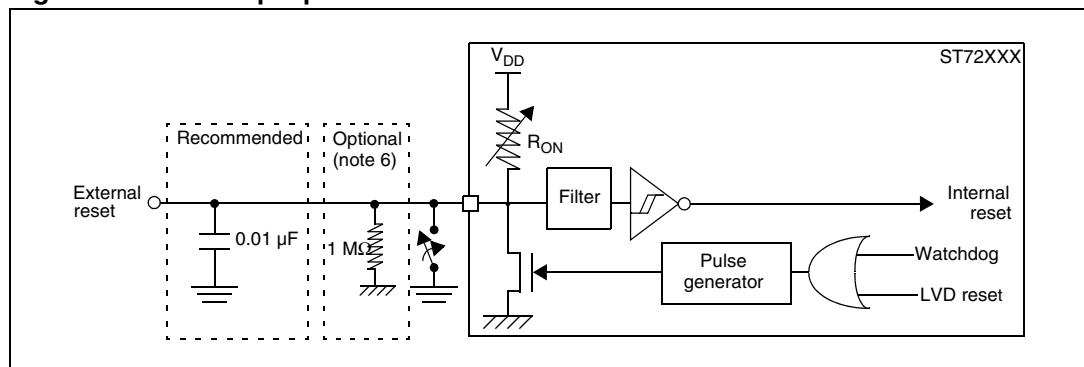 ST72XXX
VDD
RON
Recommended
Optional
(note 6)
External
reset
0.01 µF
1 MΩ
Filter
Internal
reset
Pulse
generator
Watchdog
LVD reset